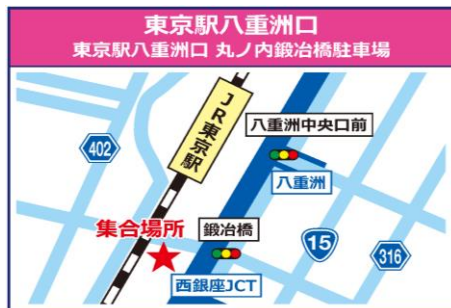 東京駅八重洲口
東京駅八重洲口 丸ノ内鍛冶橋駐車場
JR東京駅
八重洲中央口前
402
八重洲
集合場所
鍛冶橋
15
316
西銀座JCT